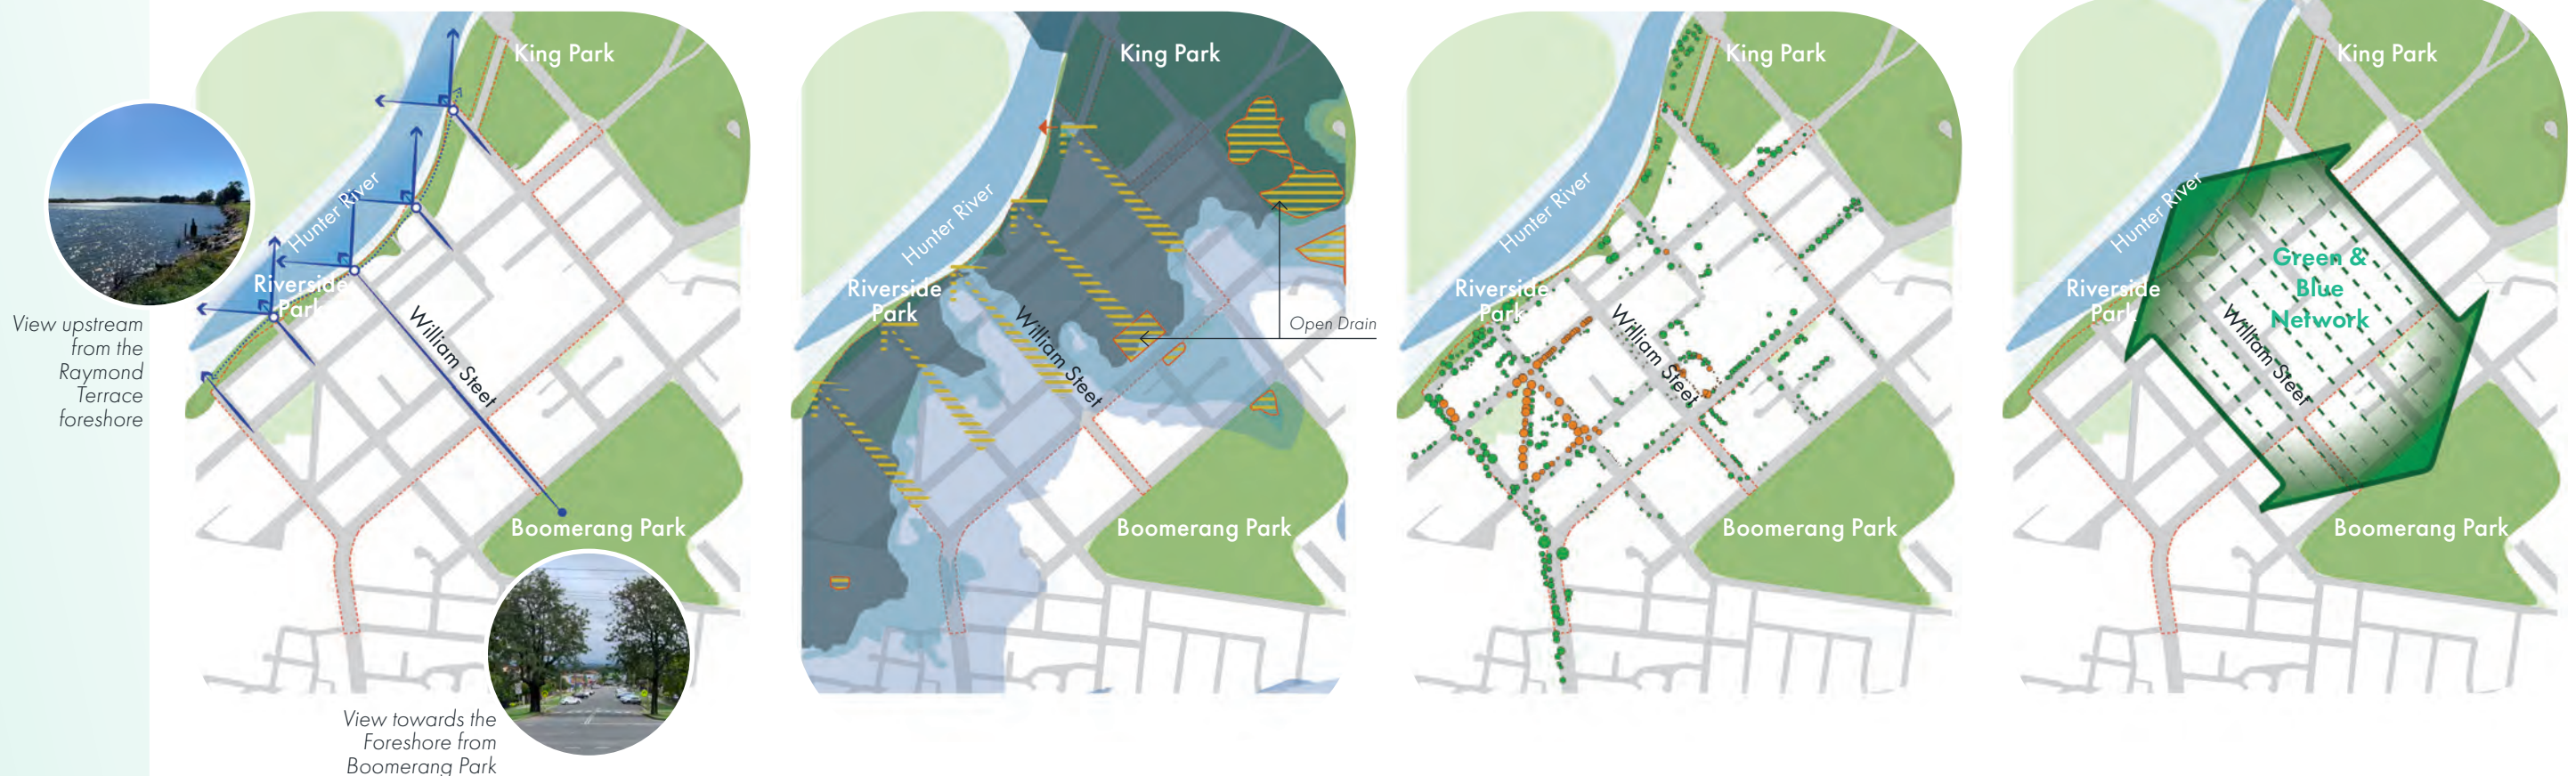 King Park
Hunter River
Riverside
Park
William Steet
Boomerang Park
View upstream
from the
Raymond
Terrace
foreshore
View towards the
Foreshore from
Boomerang Park
King Park
Hunter River
Riverside
Park
William Steet
Open Drain
Boomerang Park
King Park
Hunter River
Riverside
Park
William Steet
Boomerang Park
King Park
Hunter River
Riverside
Park
William Steet
Green &
Blue
Network
Boomerang Park